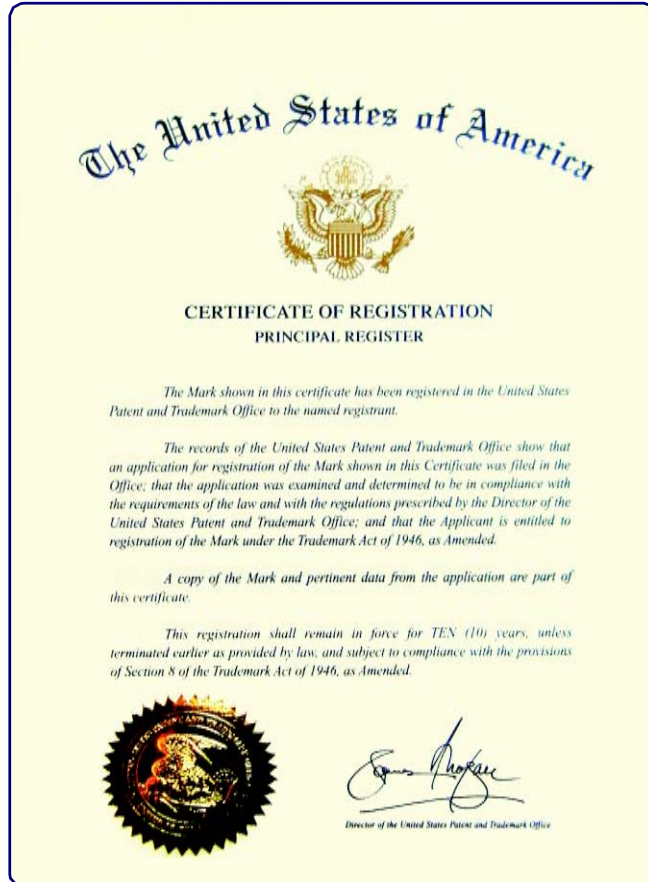 The United States of America
CERTIFICATE OF REGISTRATION
PRINCIPAL REGISTER
The Mark shown in this certificate has been registered in the United States
Patent and Trademark Office to the named registrant.
The records of the United States Patent and Trademark Office show that
an application for registration of the Mark shown in this Certificate was filed in the
Office; that the application was examined and determined to be in compliance with
the requirements of the law and with the regulations prescribed by the Director of the
United States Patent and Trademark Office; and that the Applicant is entitled to
registration of the Mark under the Trademark Act of 1946, as Amended.
A copy of the Mark and pertinent data from the application are part of
this certificate.
This registration shall remain in force for TEN (10) years, unless
terminated earlier as provided by law, and subject to compliance with the provisions
of Section 8 of the Trademark Act of 1946, as Amended.
Director of the United States Patent and Trademark Office